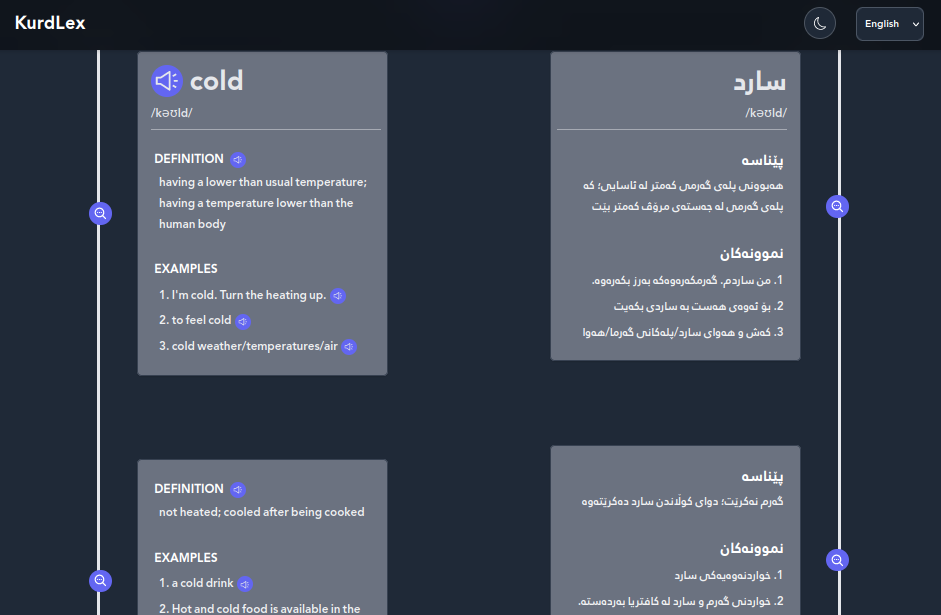 KurdLex
English
cold
/kəʊld/
DEFINITION
having a lower than usual temperature;
having a temperature lower than the
human body
EXAMPLES
1. I'm cold. Turn the heating up.
2. to feel cold
3. cold weather/temperatures/air
سارد
/kəʊld/
پێناسە
هەبوونی پلەی گەرمی کەمتر لە ئاسایی؛ کە
پلەی گەرمی لە جەستەی مرۆڤ کەمتر بێت
نموونەکان
1. من ساردم. گەرمکەرەوەکە بەرز بکەرەوە.
2. بۆ ئەوەی هەست بە ساردی بکەیت
3. کەش و هەوای سارد/پلەکانی گەرما/هەوا
DEFINITION
not heated; cooled after being cooked
EXAMPLES
1. a cold drink
2. Hot and cold food is available in the
پێناسە
گەرم نەکرێت؛ دوای کوڵاندن سارد دەکرێتەوە
نموونەکان
1. خواردنەوەیەکی سارد
2. خواردنی گەرم و سارد لە کافتریا بەردەستە.